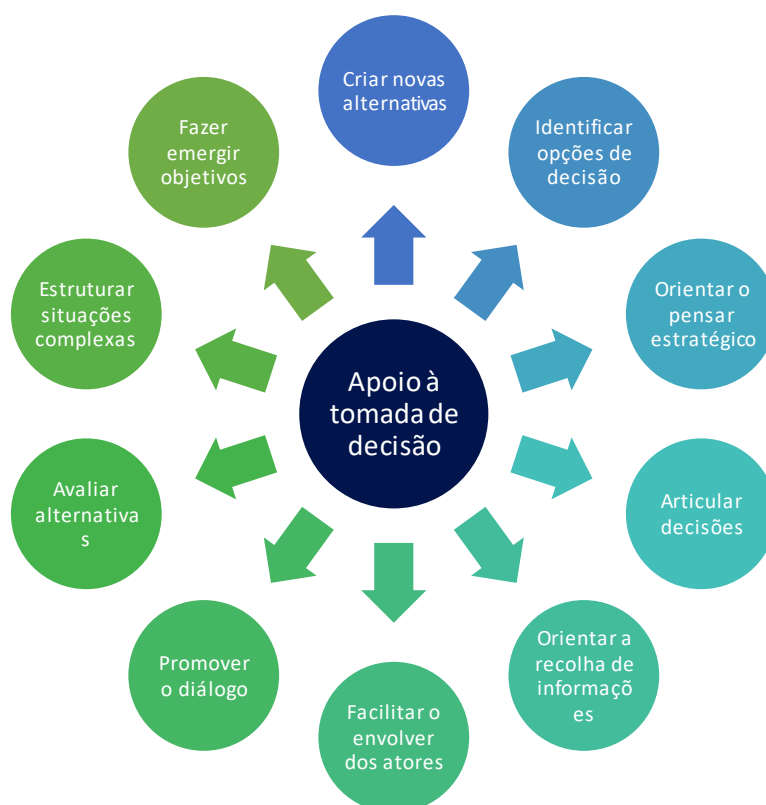 Criar novas
alternativas
Identificar
opções de
decisão
Orientar o
pensar
estratégico
Articular
decisões
Orientar a
recolha de
informaçõ
es
Facilitar o
envolver
dos atores
Promover
o diálogo
Avaliar
alternativa
s
Estruturar
situações
complexas
Fazer
emergir
objetivos
Apoio à
tomada de
decisão